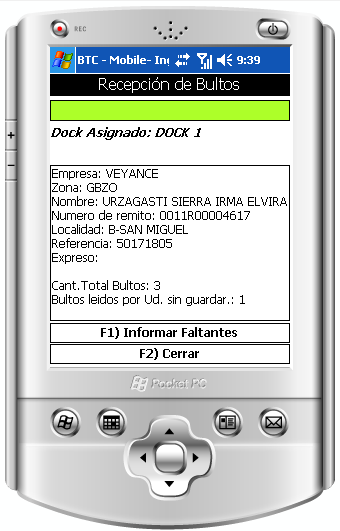 REC
BTC - Mobile- Ing
9:39
Recepción de Bultos
Dock Asignado: DOCK 1
Empresa: VEYANCE
Zona: GBZO
Nombre: URZAGASTI SIERRA IRMA ELVIRA
Numero de remito: 0011R00004617
Localidad: B-SAN MIGUEL
Referencia: 50171805
Expreso:
Cant.Total Bultos: 3
Bultos leidos por Ud. sin guardar.: 1
F1) Informar Faltantes
F2) Cerrar
Pocket PC